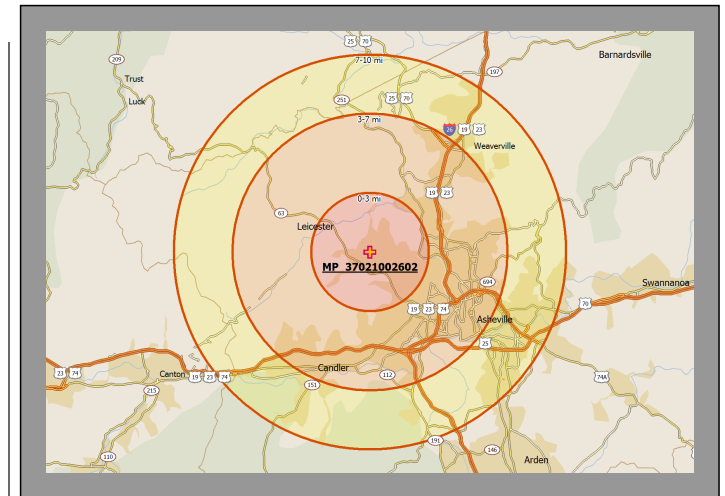 25 70
7-10 mi
Barnardsville
209
197
Trust
Luck
251
25 70
3-7 mi
26 19 23
Weaverville
19 23
0-3 mi
63
Leicester
MP_37021002602
694
Swannanoa
70
19 23 74
Asheville
25
23 74
Canton
19 23 74
Candler
112
74A
151
215
191
146
110
Arden